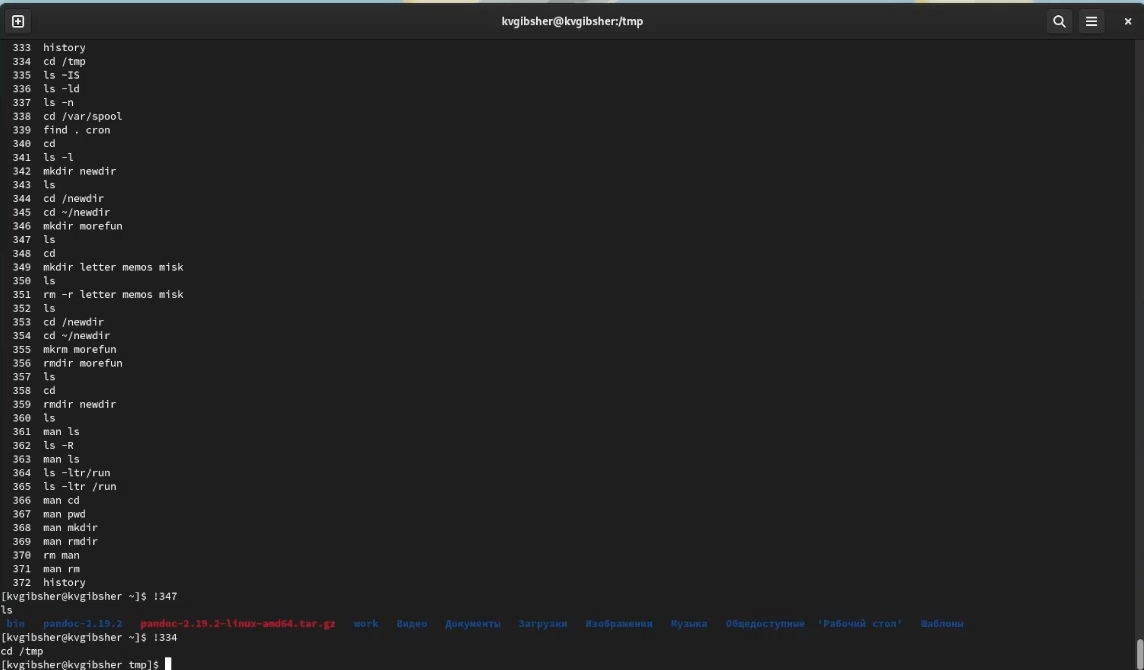 kvgibsher@kvgibsher:/tmp
333 history
334 cd /tmp
335 ls -IS
336 ls -ld
337 ls -n
338 cd /var/spool
339 find . cron
340 cd
341 ls -l
342 mkdir newdir
343 ls
344 cd /newdir
345 cd ~/newdir
346 mkdir morefun
347 ls
348 cd
349 mkdir letter memos misk
350 ls
351 rm -r letter memos misk
352 ls
353 cd /newdir
354 cd ~/newdir
355 mkrm morefun
356 rmdir morefun
357 ls
358 cd
359 rmdir newdir
360 ls
361 man ls
362 ls -R
363 man ls
364 ls -ltr/run
365 ls -ltr /run
366 man cd
367 man pwd
368 man mkdir
369 man rmdir
370 rm man
371 man rm
372 history
[kvgibsher@kvgibsher ~]$ !347
ls
bin pandoc-2.19.2 pandoc-2.19.2-linux-amd64.tar.gz work Видео Документы Загрузки Изображения Музыка Общедоступные 'Рабочий стол' Шаблоны
[kvgibsher@kvgibsher ~]$ !334
cd /tmp
[kvgibsher@kvgibsher tmp]$